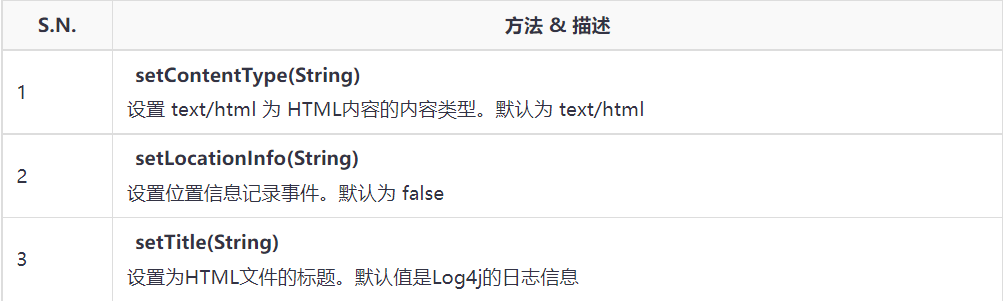 S.N. 方法 & 描述
setContentType(String)
1
设置 text/html 为 HTML内容的内容类型。默认为 text/html
setLocationInfo(String)
2
设置位置信息记录事件。默认为 false
setTitle(String)
3
设置为HTML文件的标题。默认值是Log4j的日志信息